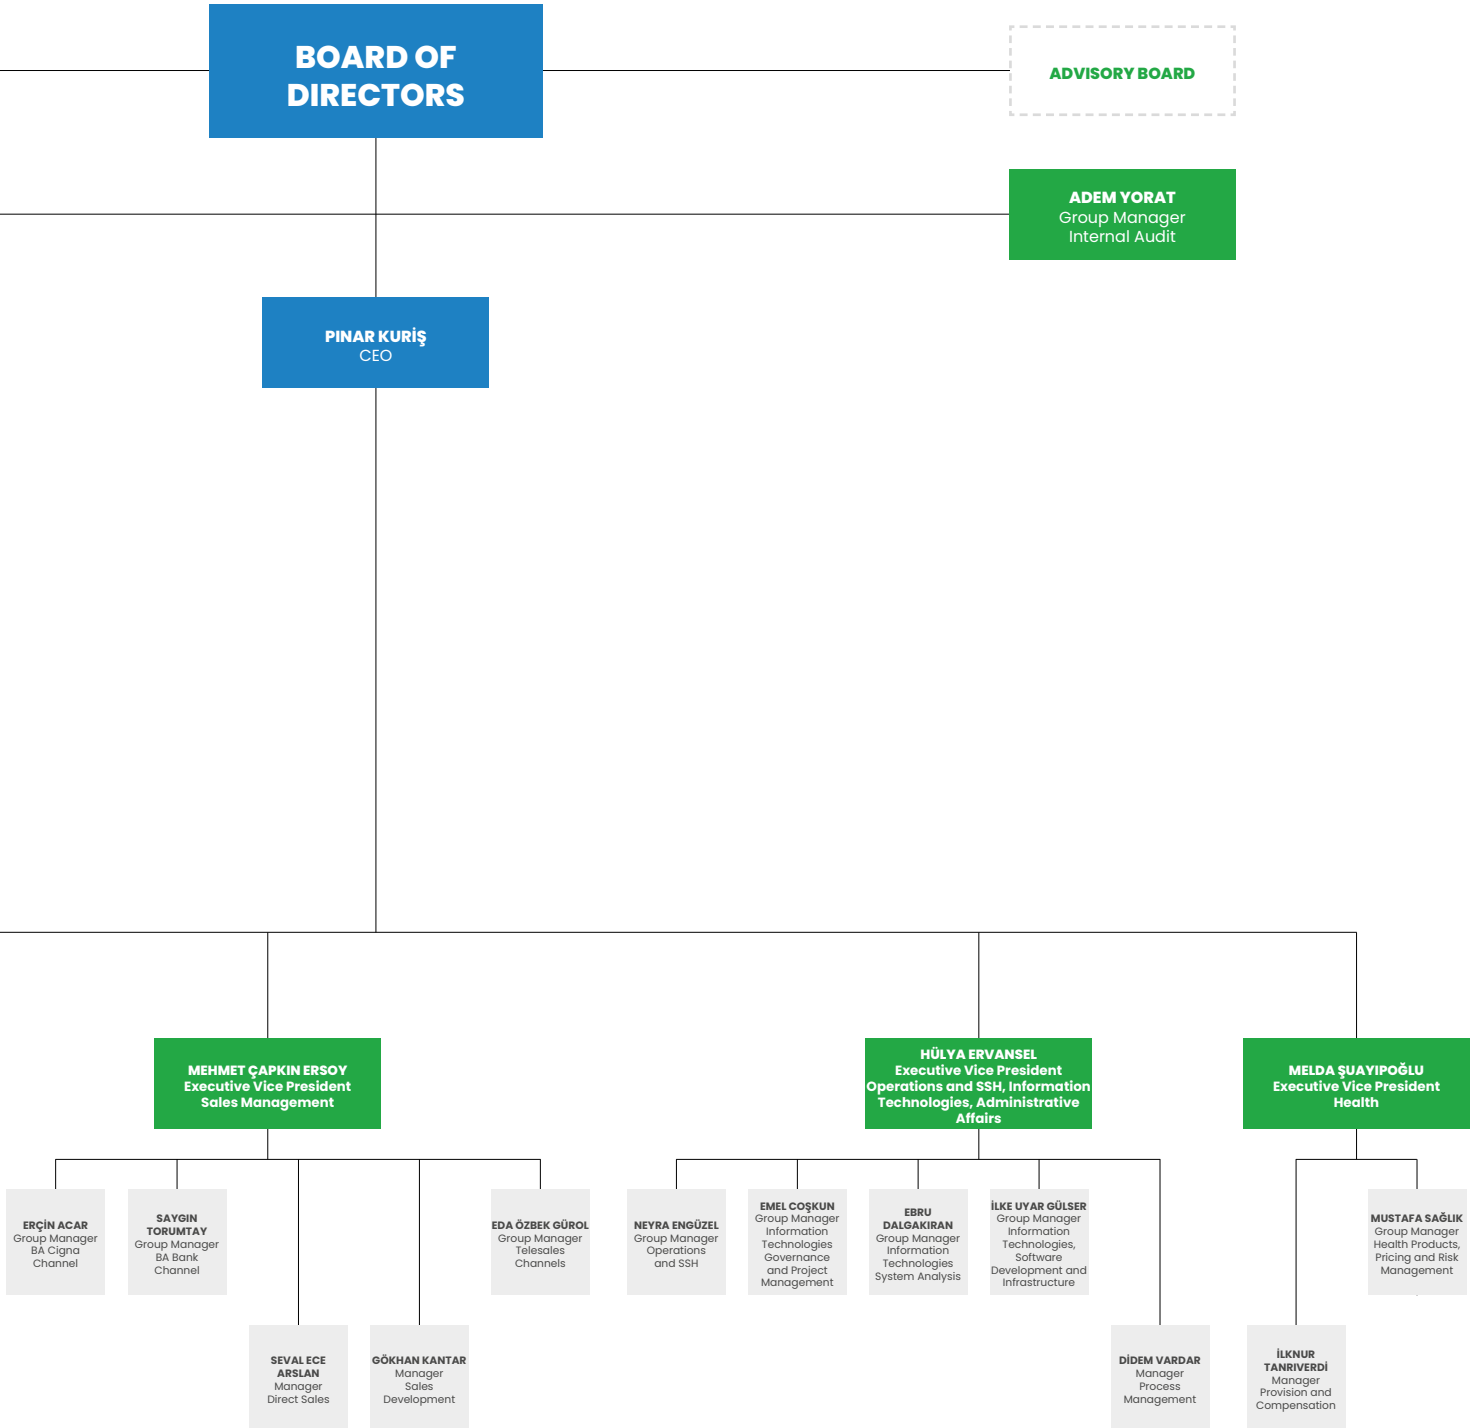 BOARD OF
DIRECTORS
ADVISORY BOARD
ADEM YORAT
Group Manager
Internal Audit
PINAR KURİŞ
CEO
MEHMET ÇAPKIN ERSOY
Executive Vice President
Sales Management
HÜLYA ERVANSEL
Executive Vice President
Operations and SSH, Information
Technologies, Administrative
Affairs
MELDA ŞUAYIPOĞLU
Executive Vice President
Health
ERÇİN ACAR
Group Manager
BA Cigna
Channel
SAYGIN
TORUMTAY
Group Manager
BA Bank
Channel
EDA ÖZBEK GÜROL
Group Manager
Telesales
Channels
NEYRA ENGÜZEL
Group Manager
Operations
and SSH
EMEL COŞKUN
Group Manager
Information
Technologies
Governance
and Project
Management
EBRU
DALGAKIRAN
Group Manager
Information
Technologies
System Analysis
İLKE UYAR GÜLSER
Group Manager
Information
Technologies,
Software
Development and
Infrastructure
MUSTAFA SAĞLIK
Group Manager
Health Products,
Pricing and Risk
Management
SEVAL ECE
ARSLAN
Manager
Direct Sales
GÖKHAN KANTAR
Manager
Sales
Development
DİDEM VARDAR
Manager
Process
Management
İLKNUR
TANRIVERDİ
Manager
Provision and
Compensation